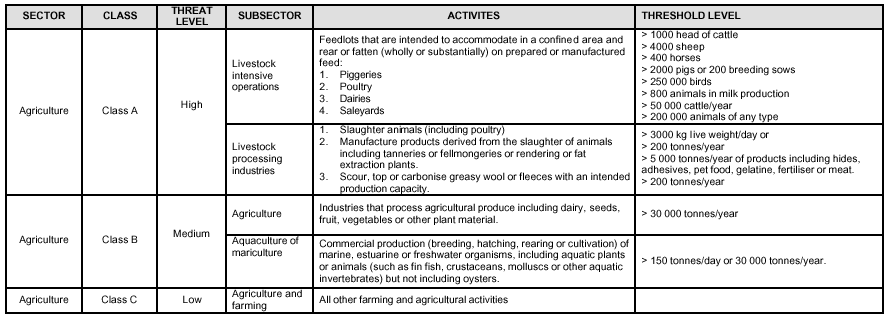 SECTOR CLASS THREAT LEVEL SUBSECTOR ACTIVITES THRESHOLD LEVEL
Agriculture
Class A
High
Livestock
intensive
operations
Feedlots that are intended to accommodate in a confined area and
rear or fatten (wholly or substantially) on prepared or manufactured
feed:
1. Piggeries
2. Poultry
3. Dairies
4. Saleyards
> 1000 head of cattle
> 4000 sheep
> 400 horses
> 2000 pigs or 200 breeding sows
> 250 000 birds
> 800 animals in milk production
> 50 000 cattle/year
> 200 000 animals of any type
Livestock
processing
industries
1. Slaughter animals (including poultry)
2. Manufacture products derived from the slaughter of animals
including tanneries or fellmongeries or rendering or fat
extraction plants.
3. Scour, top or carbonise greasy wool or fleeces with an intended
production capacity.
> 3000 kg live weight/day or
> 200 tonnes/year
> 5 000 tonnes/year of products including hides,
adhesives, pet food, gelatine, fertiliser or meat.
> 200 tonnes/year
Agriculture
Class B
Medium
Agriculture
Industries that process agricultural produce including dairy, seeds,
fruit, vegetables or other plant material.
> 30 000 tonnes/year
Aquaculture of
mariculture
Commercial production (breeding, hatching, rearing or cultivation) of
marine, estuarine or freshwater organisms, including aquatic plants
or animals (such as fin fish, crustaceans, molluscs or other aquatic
invertebrates) but not including oysters.
> 150 tonnes/day or 30 000 tonnes/year.
Agriculture
Class C
Low
Agriculture and
farming
All other farming and agricultural activities